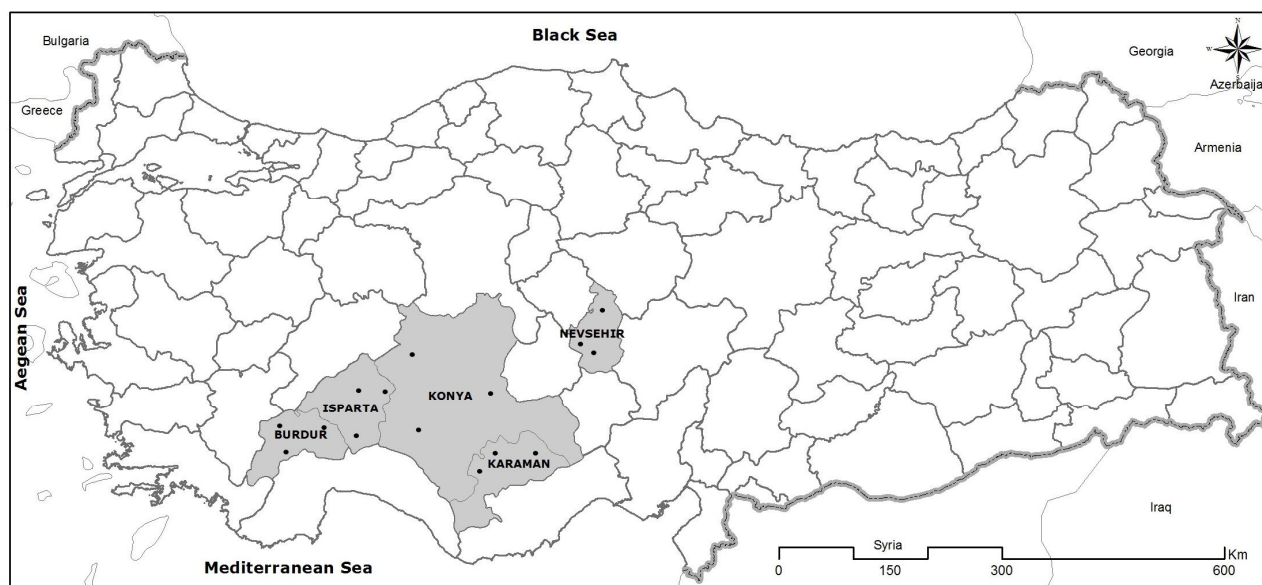 Black Sea
Bulgaria
Georgia
N
W
S
Azerbaija
Greece
Armenia
Aegean Sea
Iran
NEVSEHIR
KONYA
ISPARTA
BURDUR
KARAMAN
Iraq
Syria
Mediterranean Sea
Km
0 150 300 600